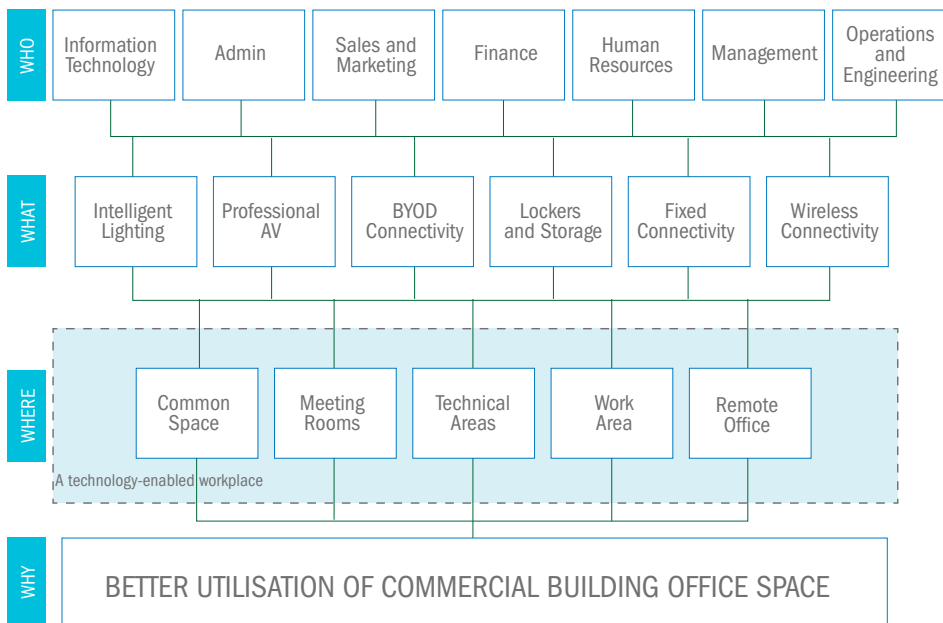 WHO
Information
Technology
Admin
Sales and
Marketing
Finance
Human
Resources
Management
Operations
and
Engineering
WHAT
Intelligent
Lighting
Professional
AV
BYOD
Connectivity
Lockers
and Storage
Fixed
Connectivity
Wireless
Connectivity
WHERE
Common
Space
Meeting
Rooms
Technical
Areas
Work
Area
Remote
Office
A technology-enabled workplace
WHY
BETTER UTILISATION OF COMMERCIAL BUILDING OFFICE SPACE